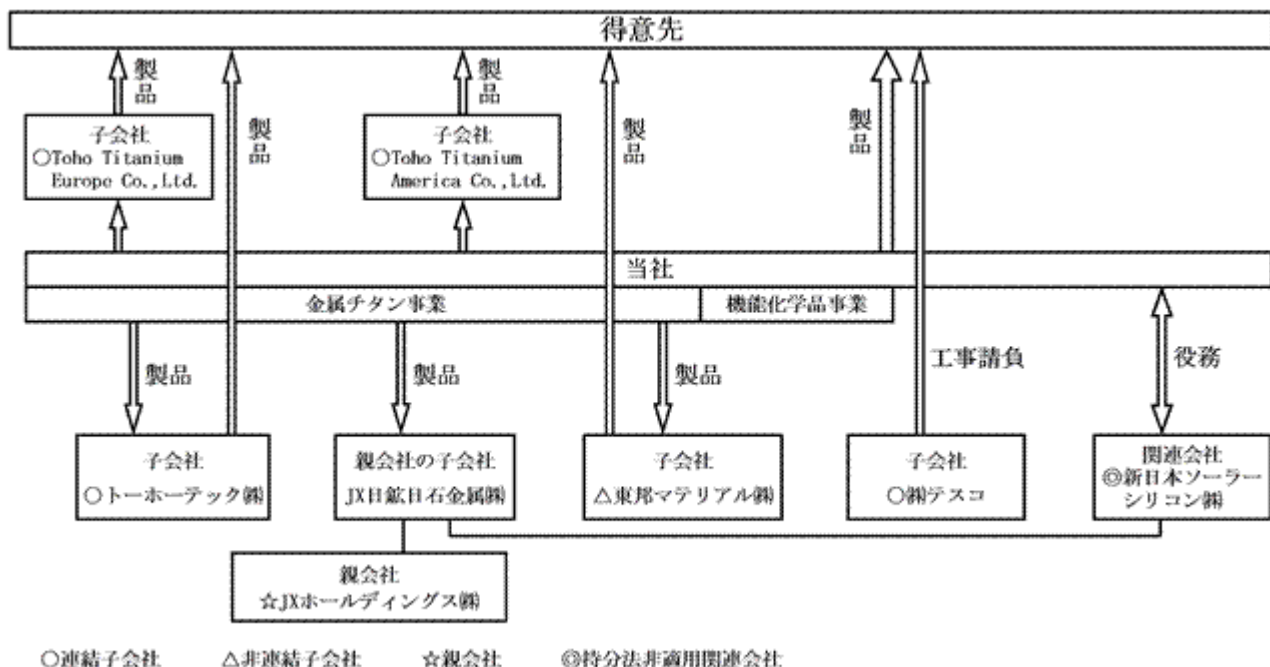 得意先
製品
製品
製品
製品
製品
子会社
○Toho Titanium
Europe Co.,Ltd.
子会社
○Toho Titanium
America Co.,Ltd.
当社
金属チタン事業
機能化学品事業
製品
製品
製品
工事請負
役務
子会社
○トーホーテック㈱
親会社の子会社
JX日鉱日石金属㈱
子会社
△東邦マテリアル㈱
子会社
○㈱テスコ
関連会社
◎新日本ソーラー
シリコン㈱
親会社
☆JXホールディングス㈱
○連結子会社 △非連結子会社 ☆親会社 ◎持分法非適用関連会社